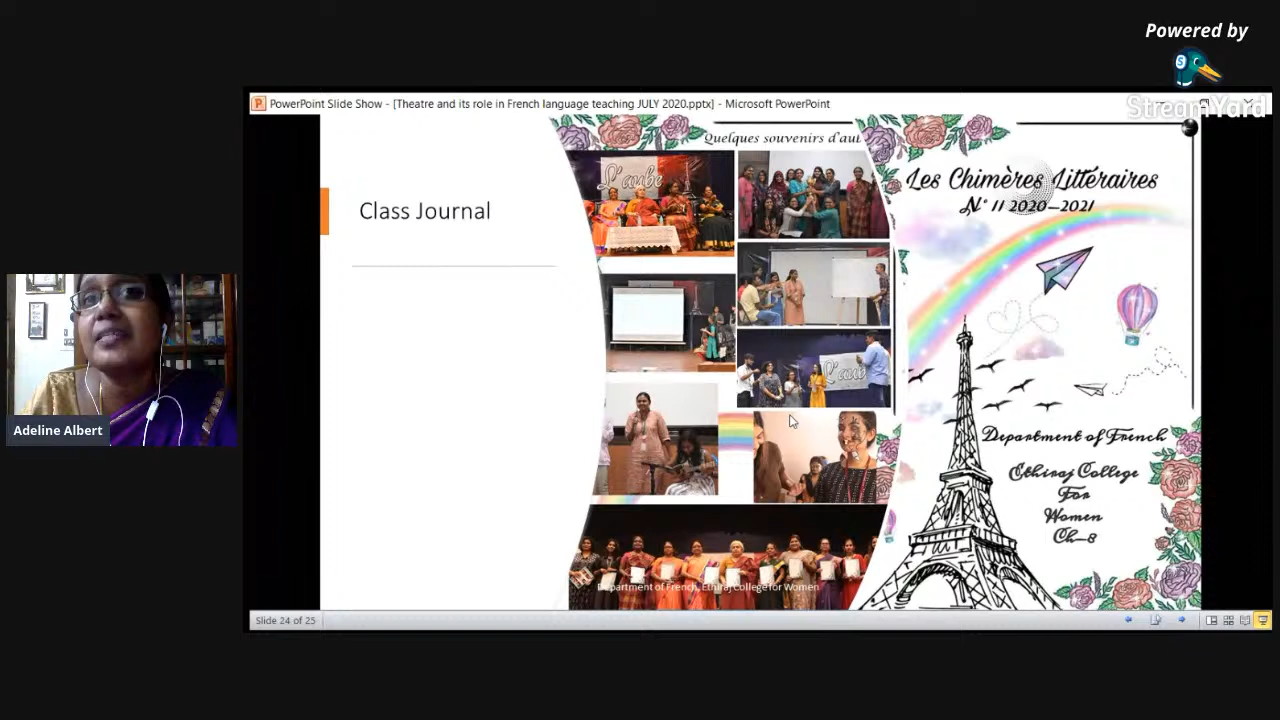 Powered by
StreamYard
PowerPoint Slide Show - [Theatre and its role in French language teaching JULY 2020.pptx] - Microsoft PowerPoint
Class Journal
Quelques souvenirs d'aut
L'aube
L'aub
Les Chimères Littéraires
N° 11 2020-2021
Department of French
Ethiraj College
For
Women
Ch-8
Department of French, Ethiraj College for Women
Adeline Albert
Slide 24 of 25